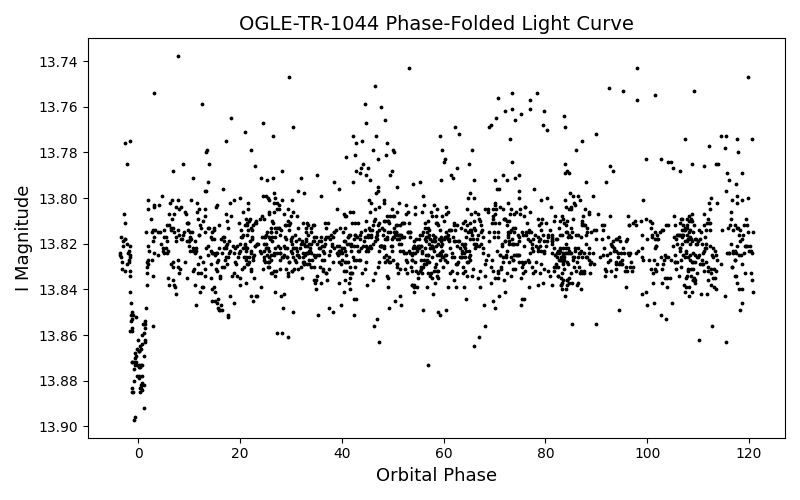 OGLE-TR-1044 Phase-Folded Light Curve
I Magnitude
13.74
13.76
13.78
13.80
13.82
13.84
13.86
13.88
13.90
0 20 40 60 80 100 120
Orbital Phase